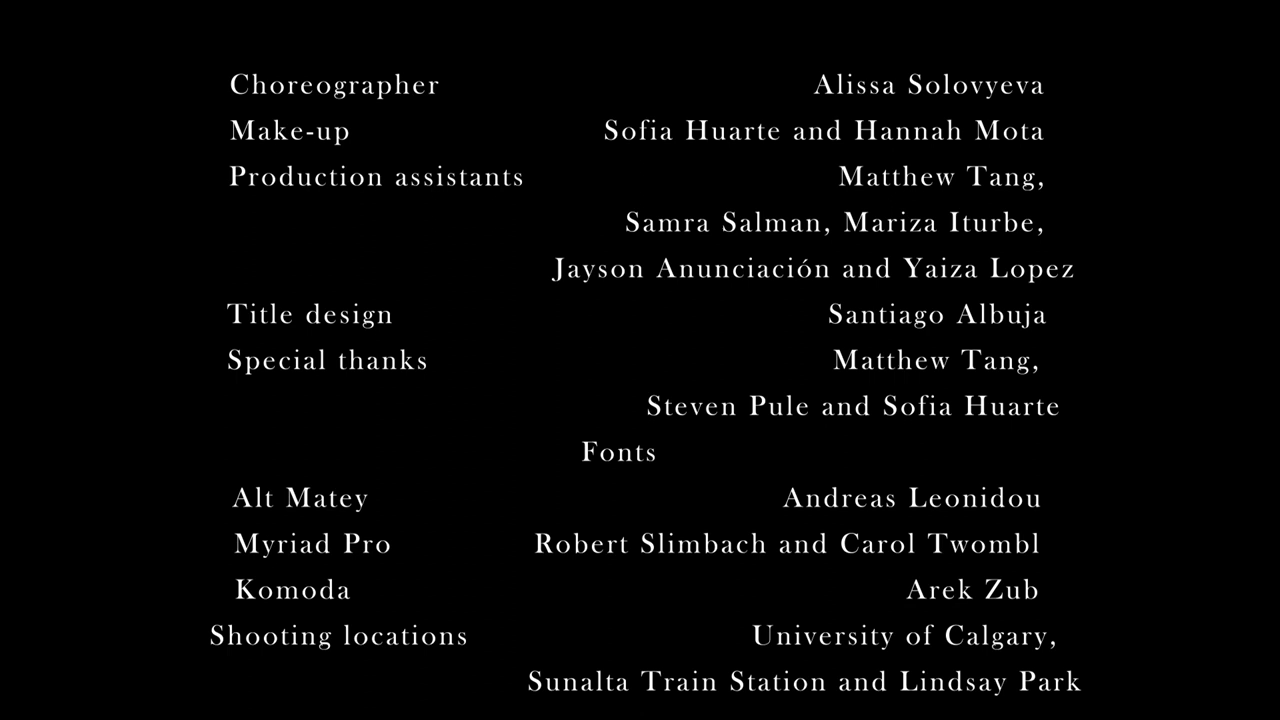 Choreographer Alissa Solovyeva
Make-up Sofia Huarte and Hannah Mota
Production assistants Matthew Tang,
Samra Salman, Mariza Iturbe,
Jayson Anunciación and Yaiza Lopez
Title design Santiago Albuja
Special thanks Matthew Tang,
Steven Pule and Sofia Huarte
Fonts
Alt Matey Andreas Leonidou
Myriad Pro Robert Slimbach and Carol Twombl
Komoda Arek Zub
Shooting locations University of Calgary,
Sunalta Train Station and Lindsay Park